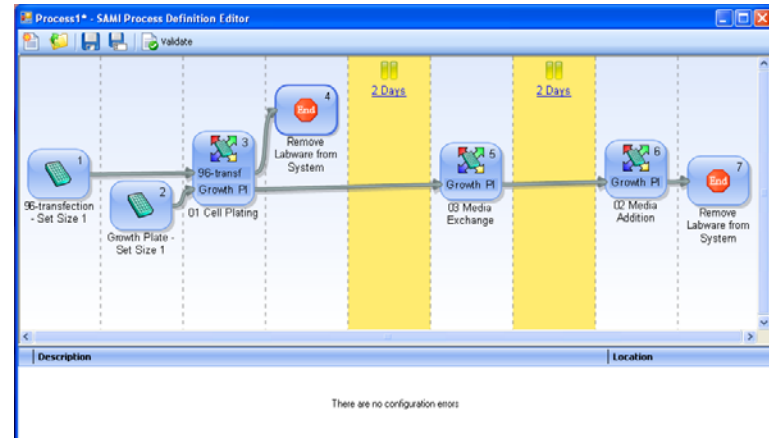 Process1* - SAMI Process Definition Editor
Validate
2 Days
2 Days
4
End
Remove
Labware from
System
1
96-transfection
- Set Size 1
2
Growth Plate -
Set Size 1
3
96-transf
Growth Pl
01 Cell Plating
5
Growth Pl
03 Media
Exchange
6
Growth Pl
02 Media
Addition
7
End
Remove
Labware from
System
Description
Location
There are no configuration errors